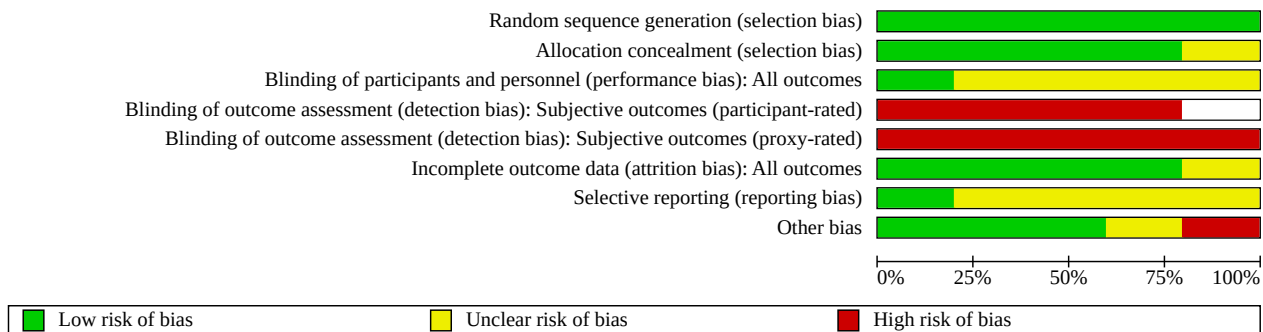 Random sequence generation (selection bias)
Allocation concealment (selection bias)
Blinding of participants and personnel (performance bias): All outcomes
Blinding of outcome assessment (detection bias): Subjective outcomes (participant-rated)
Blinding of outcome assessment (detection bias): Subjective outcomes (proxy-rated)
Incomplete outcome data (attrition bias): All outcomes
Selective reporting (reporting bias)
Other bias
0% 25% 50% 75% 100%
Low risk of bias Unclear risk of bias High risk of bias